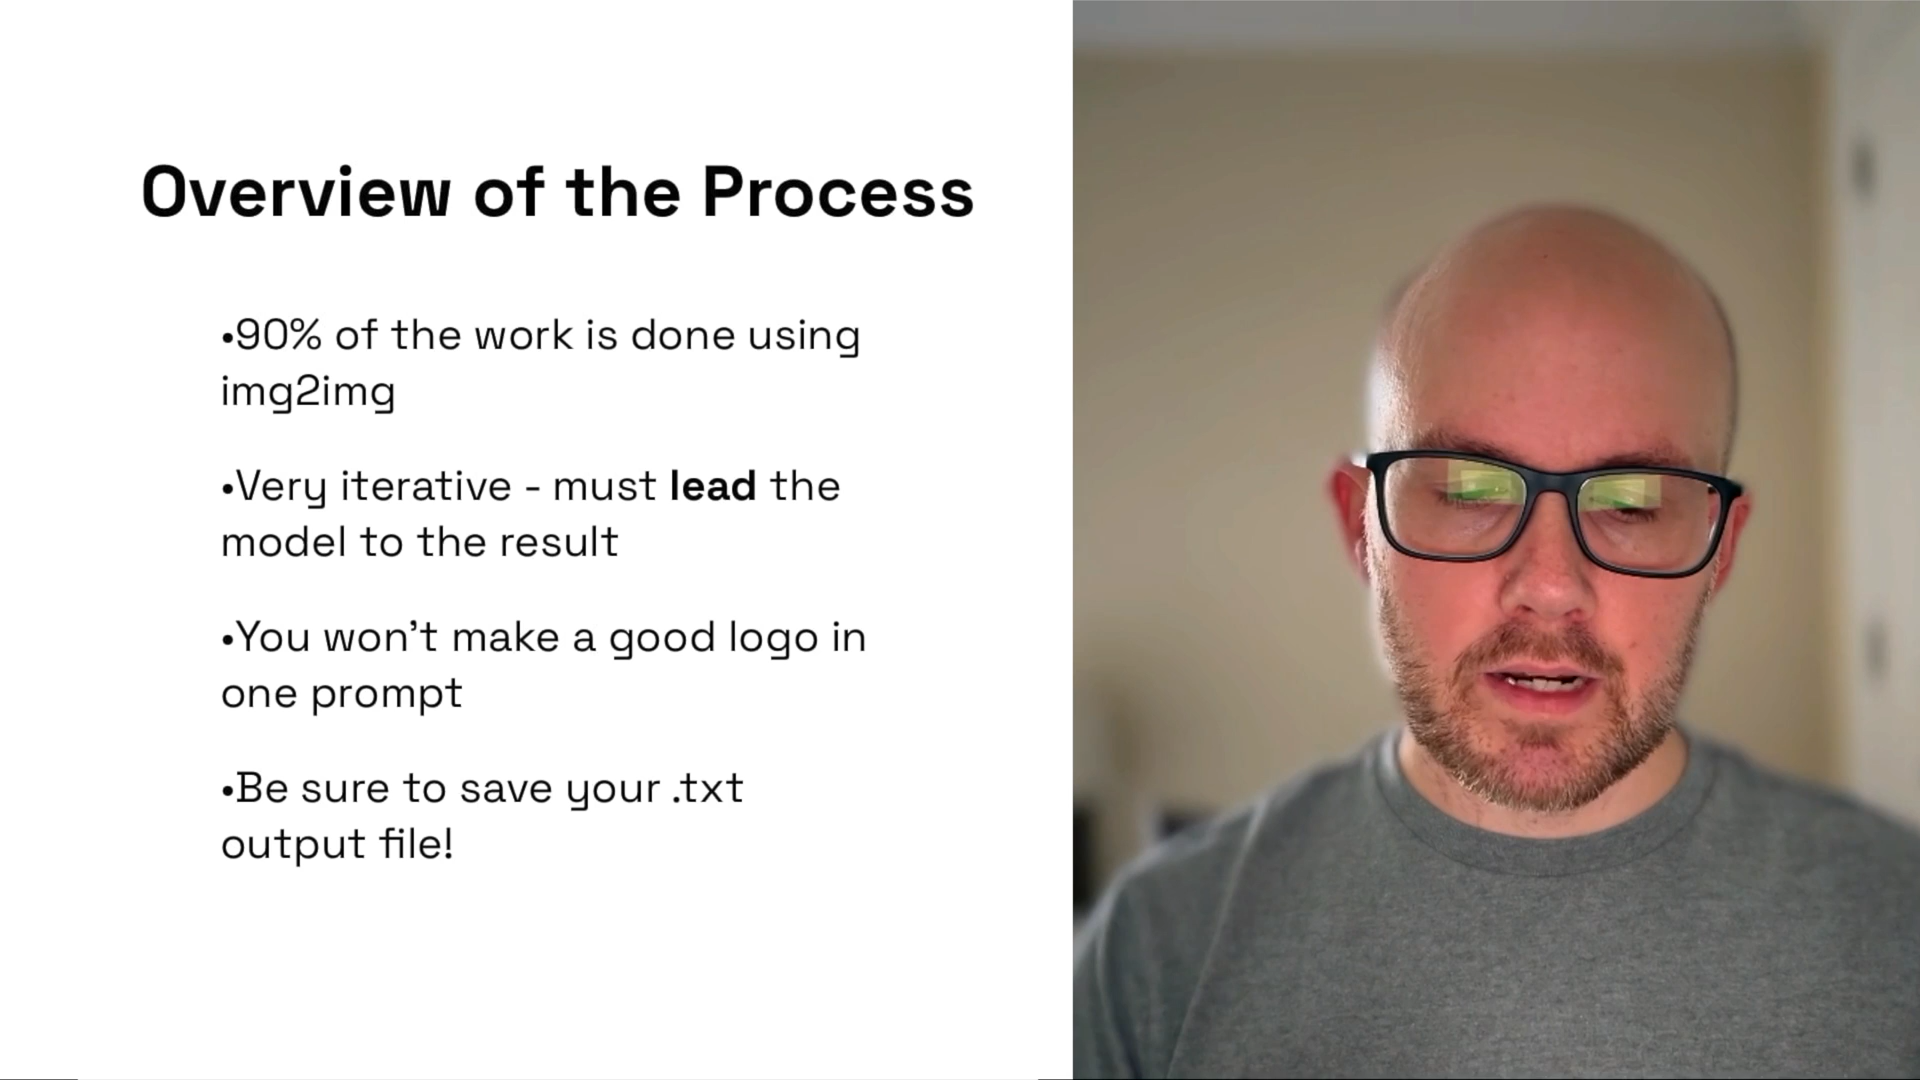 Overview of the Process
•90% of the work is done using
img2img
•Very iterative - must lead the
model to the result
•You won’t make a good logo in
one prompt
•Be sure to save your .txt
output file!